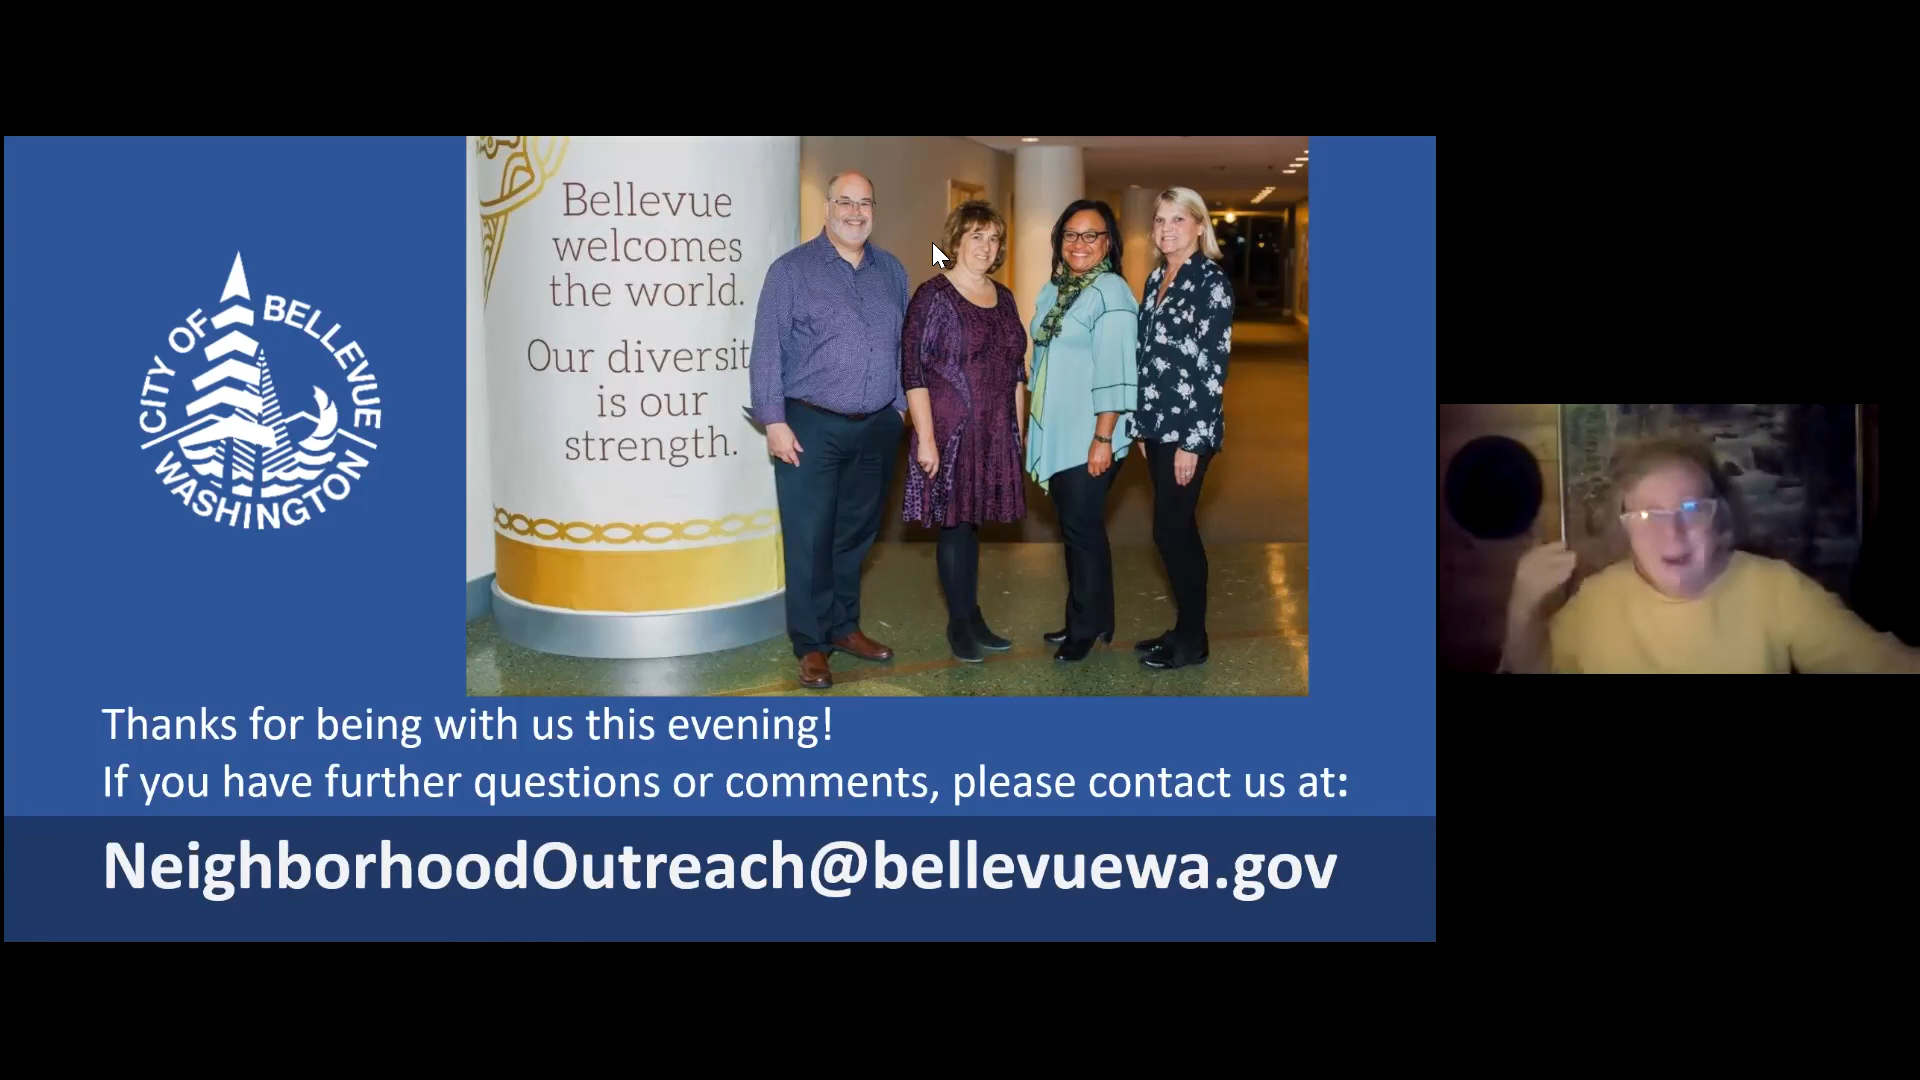 CITY OF BELLEVUE
WASHINGTON
Bellevue
welcomes
the world.
Our diversit
is our
strength.
Thanks for being with us this evening!
If you have further questions or comments, please contact us at:
NeighborhoodOutreach@bellevuewa.gov